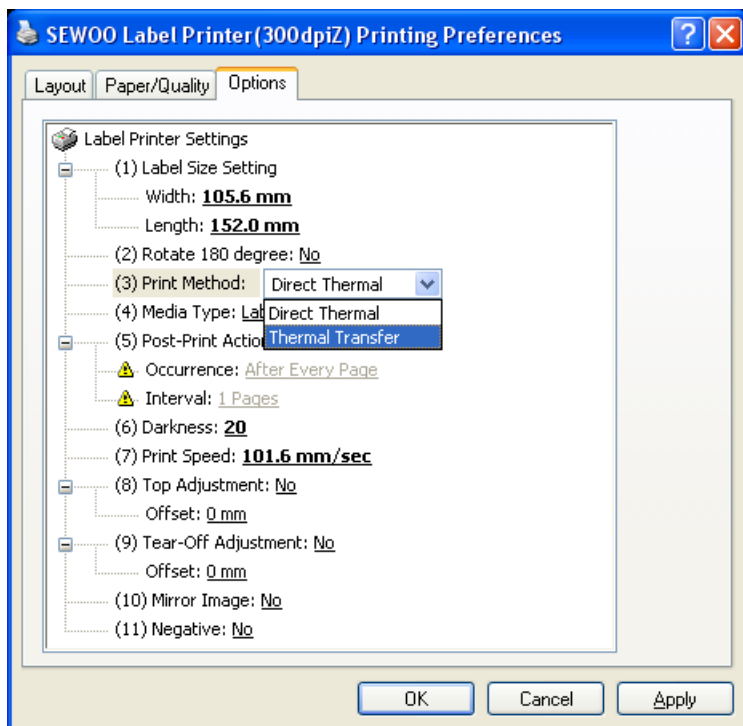 SEWOO Label Printer(300dpiZ) Printing Preferences
Layout Paper/Quality Options
Label Printer Settings
(1) Label Size Setting
Width: 105.6 mm
Length: 152.0 mm
(2) Rotate 180 degree: No
(3) Print Method: Direct Thermal
(4) Media Type: Direct Thermal
(5) Post-Print Thermal Transfer
Occurrence: After Every Page
Interval: 1 Pages
(6) Darkness: 20
(7) Print Speed: 101.6 mm/sec
(8) Top Adjustment: No
Offset: 0 mm
(9) Tear-Off Adjustment: No
Offset: 0 mm
(10) Mirror Image: No
(11) Negative: No
OK Cancel Apply